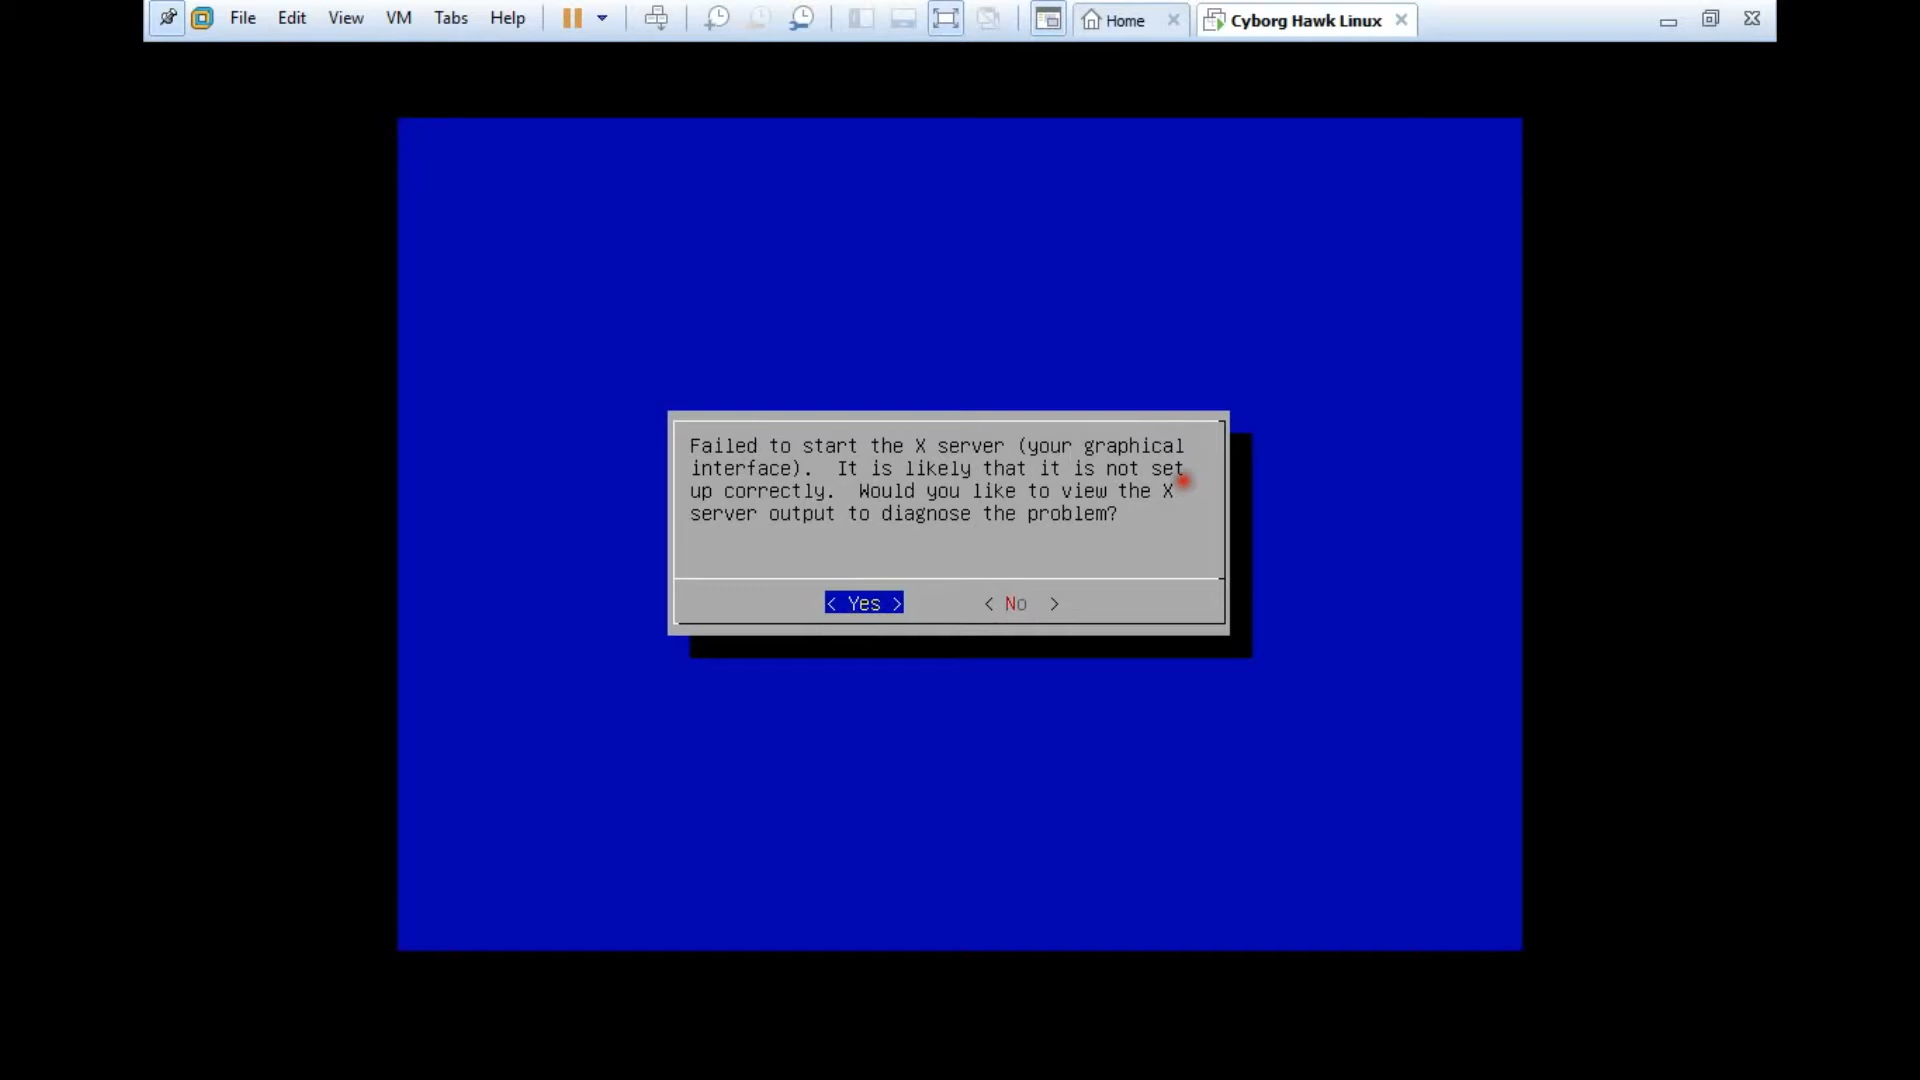 File Edit View VM Tabs Help Home Cyborg Hawk Linux
Failed to start the X server (your graphical
interface).  It is likely that it is not set
up correctly.  Would you like to view the X
server output to diagnose the problem?
< Yes > < No >